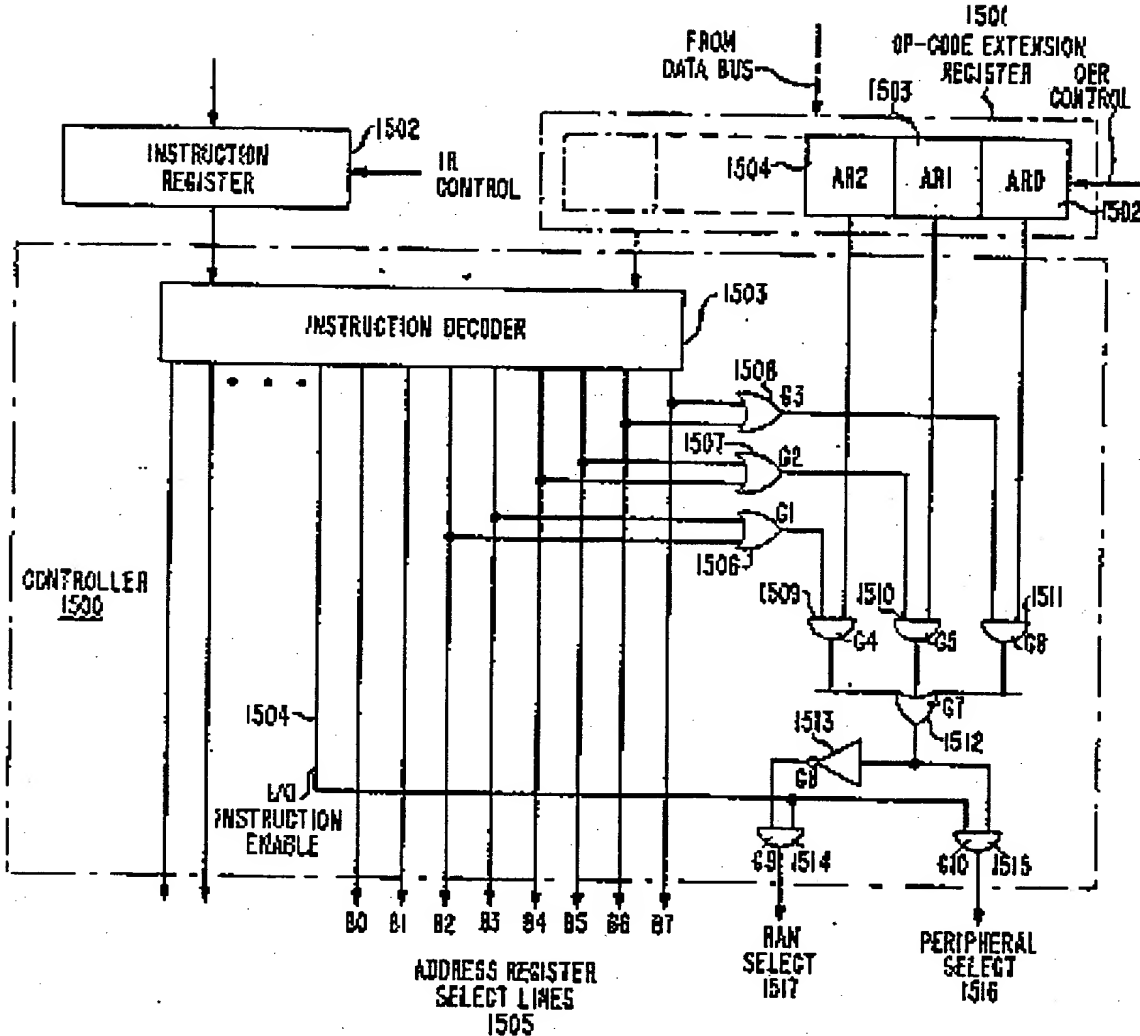 1501
OP-CODE EXTENSION
REGISTER
FROM
DATA BUS
1503
OER
CONTROL
1502
INSTRUCTION
REGISTER
IR
CONTROL
1504
AR2
AR1
AR0
1502
INSTRUCTION DECODER
1503
1508
G3
1507
G2
G1
1506
CONTROLLER
1500
1509
1510
1511
G4
G5
G6
G7
1512
1513
G8
1504
I/O
INSTRUCTION
ENABLE
G9
1514
G10
1515
B0
B1
B2
B3
B4
B5
B6
B7
RAM
SELECT
1517
PERIPHERAL
SELECT
1516
ADDRESS REGISTER
SELECT LINES
1505